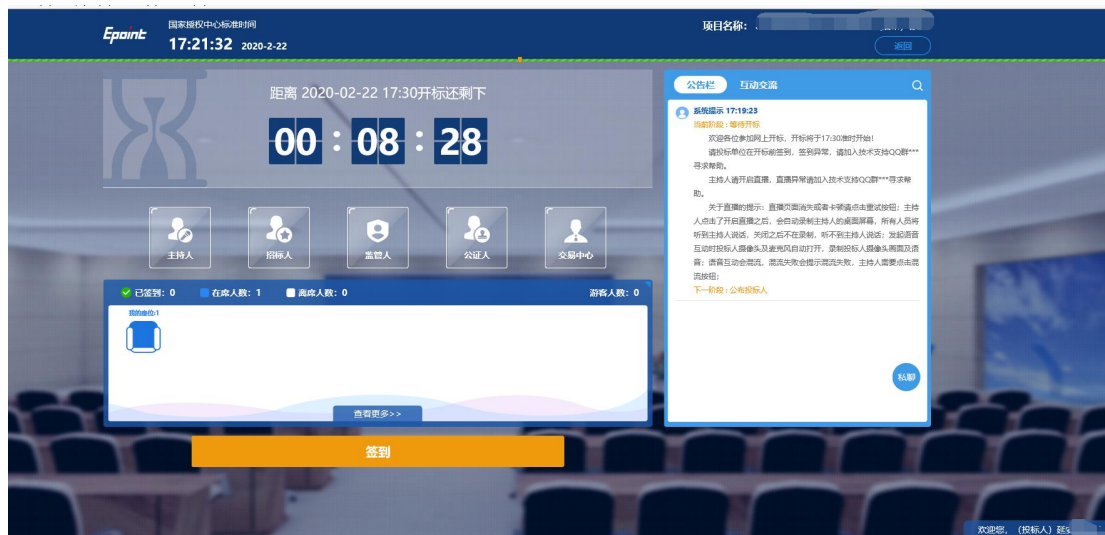 Epoint
国家授权中心标准时间
17:21:32 2020-2-22
项目名称：
返回
距离 2020-02-22 17:30开标还剩下
00 : 08 : 28
主持人
招标人
监管人
公证人
交易中心
已签到：0 在席人数：1 离席人数：0 游客人数：0
我的座位:1
查看更多>>
签到
公告栏 互动交流
系统提示 17:19:23
当前阶段：等待开标
欢迎各位参加网上开标，开标将于17:30准时开始!
请投标单位在开标前签到，签到异常，请加入技术支持QQ群***
寻求帮助。
主持人请开启直播，直播异常请加入技术支持QQ群***寻求帮
助。
关于直播的提示：直播页面消失或者卡顿请点击重试按钮；主持
人点击了开启直播之后，会自动录制主持人的桌面屏幕，所有人员将
听到主持人说话，关闭之后不在录制，听不到主持人说话；发起语音
互动时投标人摄像头及麦克风自动打开，录制投标人摄像头画面及语
音；语音互动会混流，混流失败会提示混流失败，主持人需要点击混
流按钮；
下一阶段：公布投标人
私聊
欢迎您，（投标人）